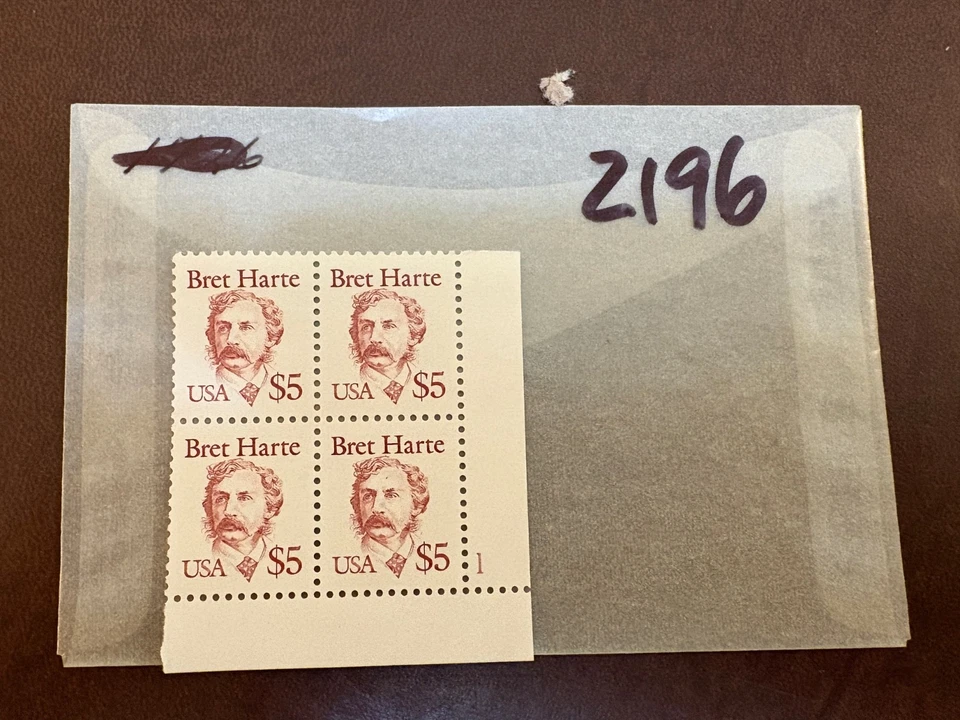 2196
Bret Harte Bret Harte
USA $5 USA $5
Bret Harte Bret Harte
USA $5 USA $5 1